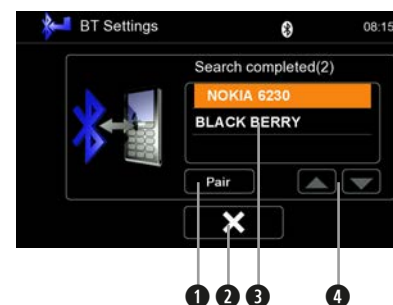 BT Settings
08:15
Search completed(2)
NOKIA 6230
BLACK BERRY
Pair
1 2 3 4